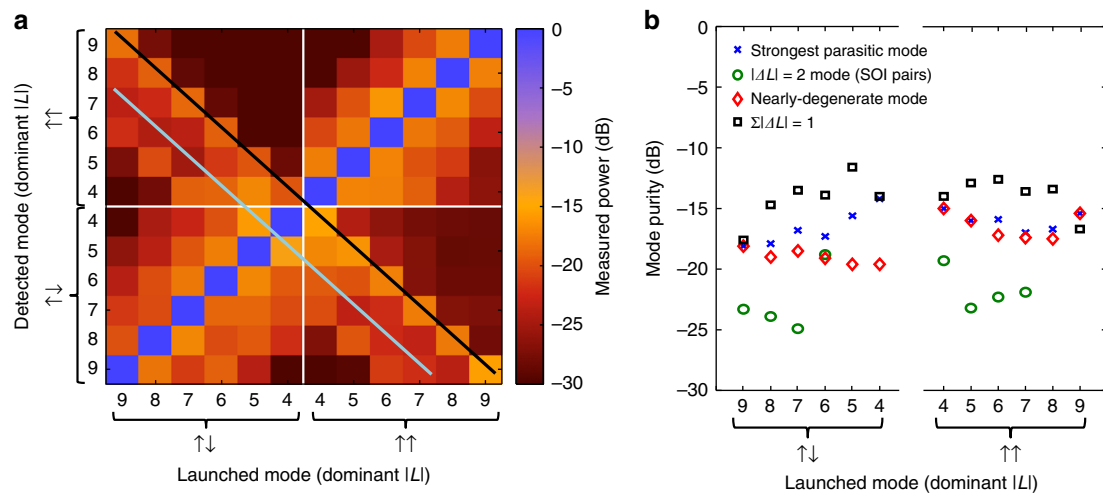 a
Detected mode (dominant |L|)
↑↑
↑↓
9
8
7
6
5
4
4
5
6
7
8
9
9 8 7 6 5 4 4 5 6 7 8 9
↑↓ ↑↑
Launched mode (dominant |L|)
0
−5
−10
−15
−20
−25
−30
Measured power (dB)
b
Mode purity (dB)
0
−5
−10
−15
−20
−25
−30
Strongest parasitic mode
|ΔL| = 2 mode (SOI pairs)
Nearly-degenerate mode
Σ|ΔL| = 1
9 8 7 6 5 4 4 5 6 7 8 9
↑↓ ↑↑
Launched mode (dominant |L|)